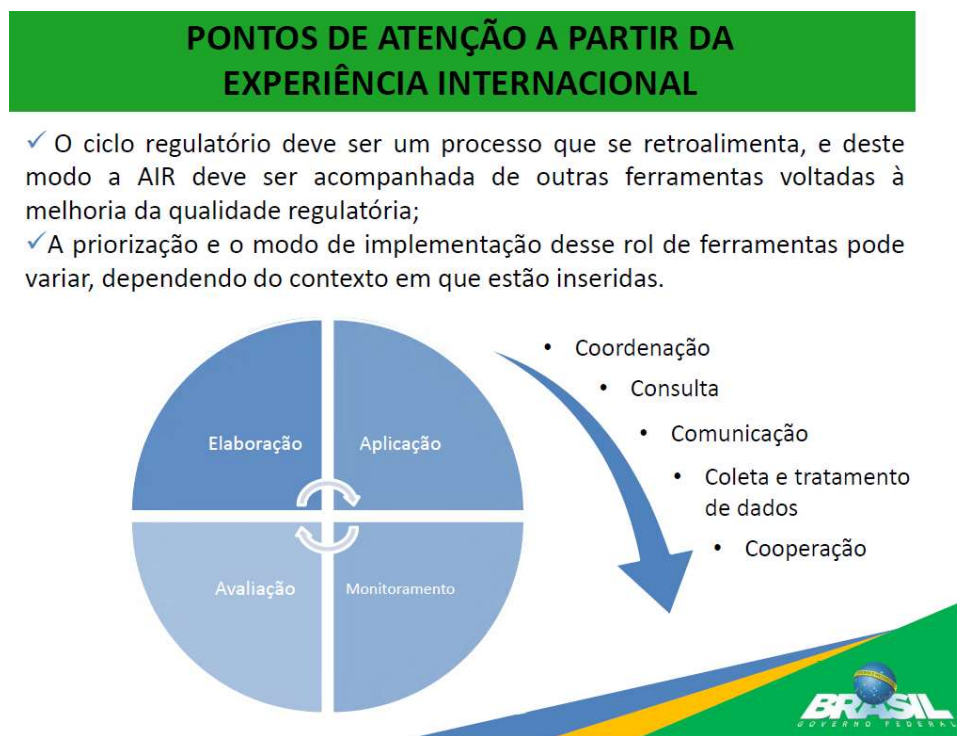 PONTOS DE ATENÇÃO A PARTIR DA
EXPERIÊNCIA INTERNACIONAL
✓ O ciclo regulatório deve ser um processo que se retroalimenta, e deste
modo a AIR deve ser acompanhada de outras ferramentas voltadas à
melhoria da qualidade regulatória;
✓A priorização e o modo de implementação desse rol de ferramentas pode
variar, dependendo do contexto em que estão inseridas.
Elaboração
Aplicação
Avaliação
Monitoramento
• Coordenação
• Consulta
• Comunicação
• Coleta e tratamento
de dados
• Cooperação
BRASIL
GOVERNO FEDERAL